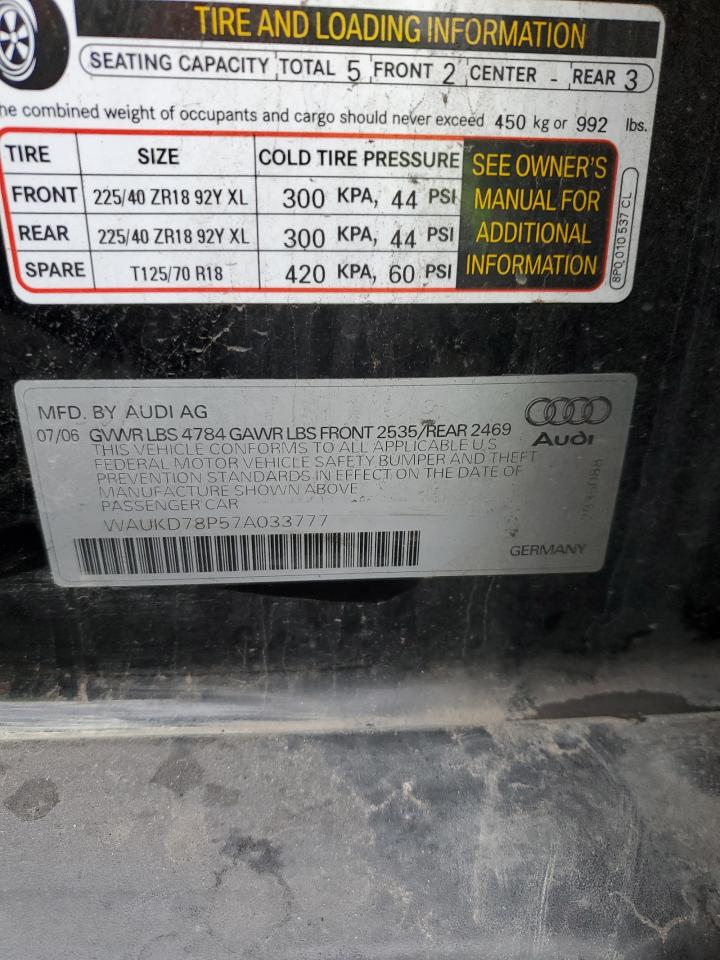 TIRE AND LOADING INFORMATION
SEATING CAPACITY TOTAL 5 FRONT 2 CENTER - REAR 3
he combined weight of occupants and cargo should never exceed 450 kg or 992 lbs.
TIRE SIZE COLD TIRE PRESSURE
FRONT 225/40 ZR18 92Y XL 300 KPA, 44 PSI
REAR 225/40 ZR18 92Y XL 300 KPA, 44 PSI
SPARE T125/70 R18 420 KPA, 60 PSI
SEE OWNER'S
MANUAL FOR
ADDITIONAL
INFORMATION
8P0 010 537 CL
MFD. BY AUDI AG
07/06 GVWR LBS 4784 GAWR LBS FRONT 2535/REAR 2469
THIS VEHICLE CONFORMS TO ALL APPLICABLE U.S
FEDERAL MOTOR VEHICLE SAFETY BUMPER AND THEFT
PREVENTION STANDARDS IN EFFECT ON THE DATE OF
MANUFACTURE SHOWN ABOVE
PASSENGER CAR
WAUKD78P57A033777
Audi
GERMANY